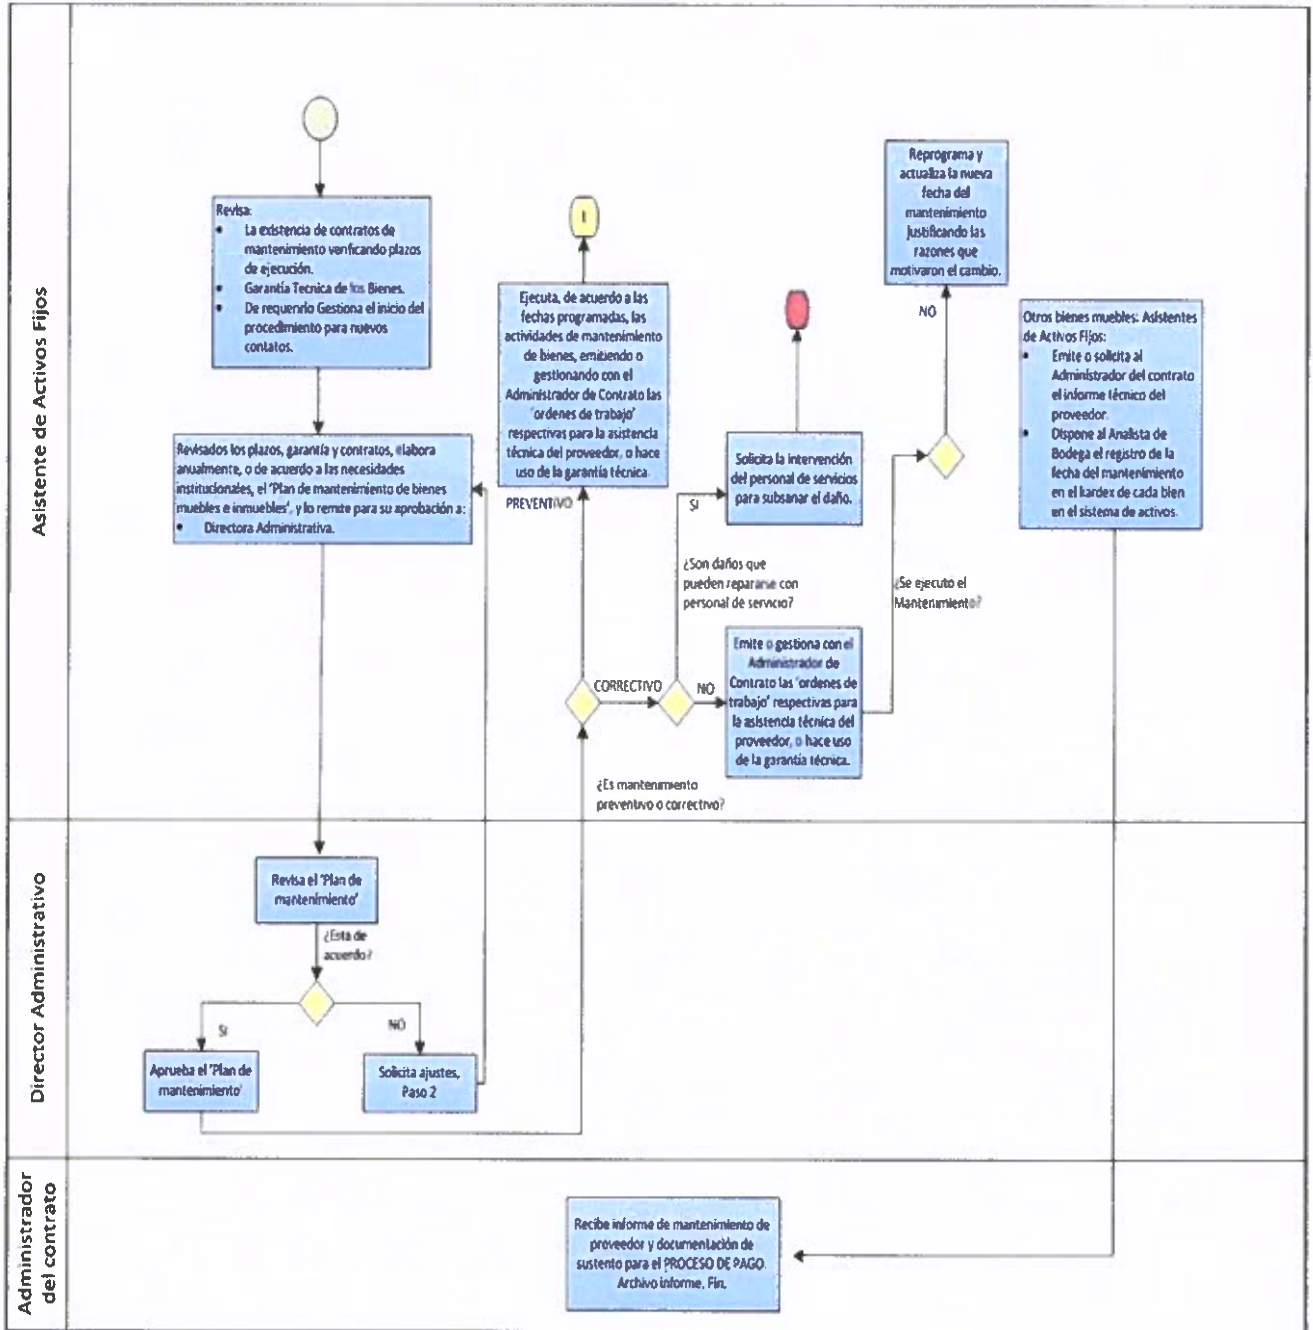 Asistente de Activos Fijos
Revisa:
• La existencia de contratos de
mantenimiento verificando plazos
de ejecución.
• Garantía Tecnica de los Bienes.
• De requerirlo Gestiona el inicio del
procedimiento para nuevos
contatos.
Revisados los plazos, garantía y contratos, elabora
anualmente, o de acuerdo a las necesidades
institucionales, el 'Plan de mantenimiento de bienes
muebles e inmuebles', y lo remite para su aprobación a:
• Directora Administrativa.
Ejecuta, de acuerdo a las
fechas programadas, las
actividades de mantenimiento
de bienes, emitiendo o
gestionando con el
Administrador de Contrato las
'ordenes de trabajo'
respectivas para la asistencia
técnica del proveedor, o hace
uso de la garantía técnica.
PREVENTIVO
CORRECTIVO
¿Es mantenimiento
preventivo o correctivo?
SI
¿Son daños que
pueden repararse con
personal de servicio?
NO
Solicita la intervención
del personal de servicios
para subsanar el daño.
Emite o gestiona con el
Administrador de
Contrato las 'ordenes de
trabajo' respectivas para
la asistencia técnica del
proveedor, o hace uso
de la garantía técnica.
Reprograma y
actualiza la nueva
fecha del
mantenimiento
justificando las
razones que
motivaron el cambio.
NO
¿Se ejecuto el
Mantenimiento?
Otros bienes muebles: Asistentes
de Activos Fijos:
• Emite o solicita al
Administrador del contrato
el informe técnico del
proveedor.
• Dispone al Analista de
Bodega el registro de la
fecha del mantenimiento
en el kardex de cada bien
en el sistema de activos.
Director Administrativo
Revisa el 'Plan de
mantenimiento'
¿Está de
acuerdo?
SI
NO
Aprueba el 'Plan de
mantenimiento'
Solicita ajustes,
Paso 2
Administrador
del contrato
Recibe informe de mantenimiento de
proveedor y documentación de
sustento para el PROCESO DE PAGO.
Archivo informe. Fin.